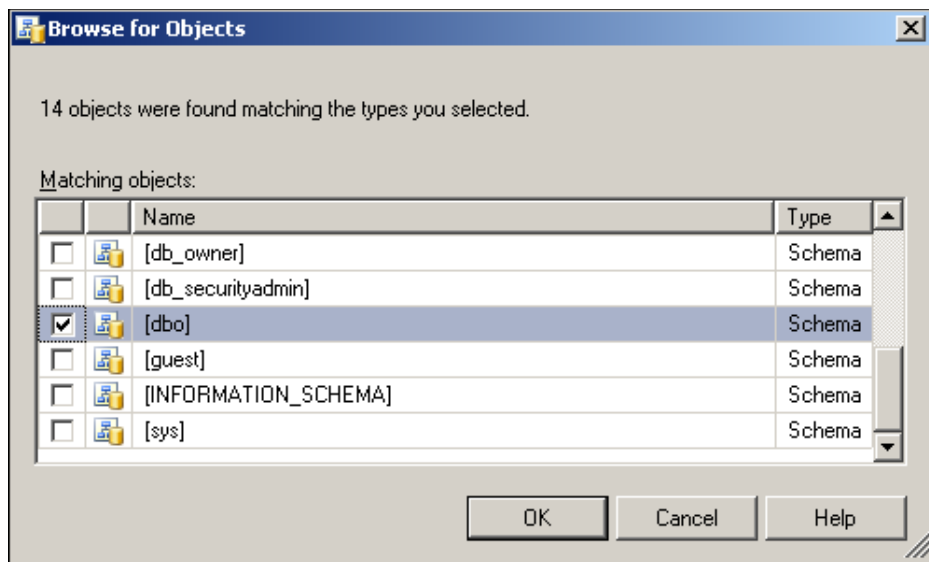 Browse for Objects
14 objects were found matching the types you selected.
Matching objects:
Name Type
[db_owner] Schema
[db_securityadmin] Schema
[dbo] Schema
[guest] Schema
[INFORMATION_SCHEMA] Schema
[sys] Schema
OK Cancel Help